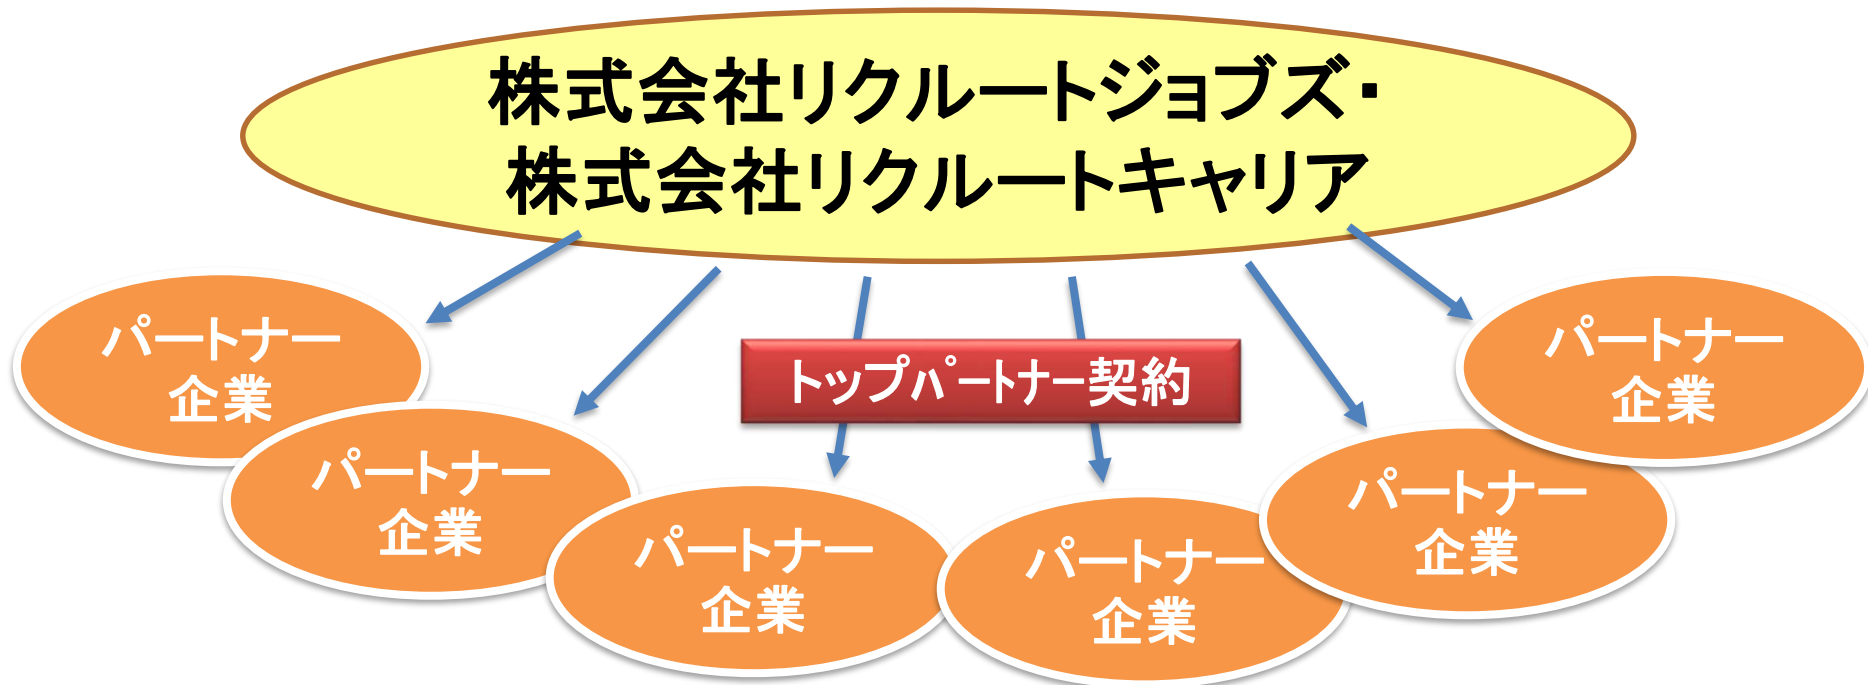 株式会社リクルートジョブズ・
株式会社リクルートキャリア
トップパートナー契約
パートナー
企業
パートナー
企業
パートナー
企業
パートナー
企業
パートナー
企業
パートナー
企業